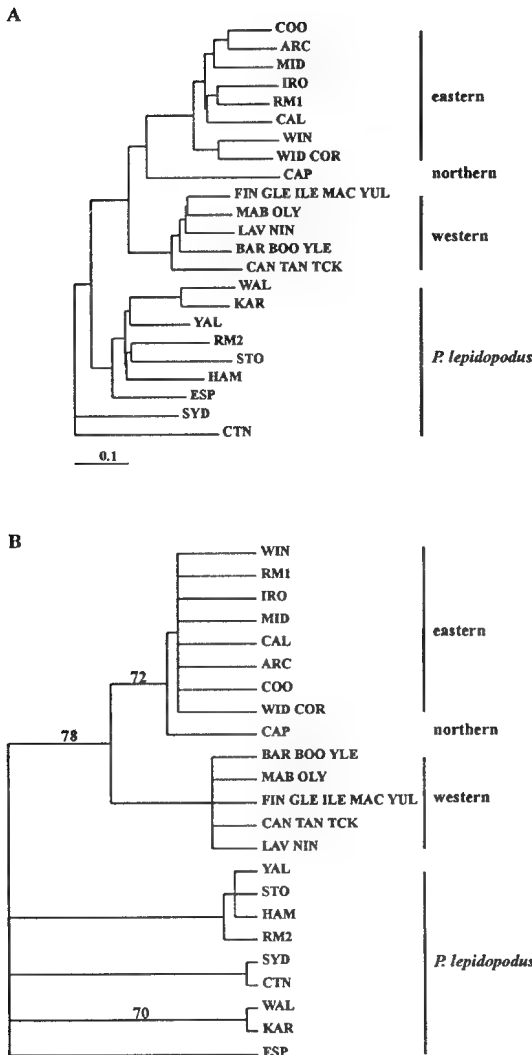 A
COO
ARC
MID
IRO
RM1
CAL
eastern
WIN
WID COR
CAP
northern
FIN GLE ILE MAC YUL
MAB OLY
LAV NIN
western
BAR BOO YLE
CAN TAN TCK
WAL
KAR
YAL
RM2
STO
P. lepidopodus
HAM
ESP
SYD
CTN
0.1
B
WIN
RM1
IRO
MID
eastern
CAL
ARC
COO
WID COR
72
CAP
northern
78
BAR BOO YLE
MAB OLY
FIN GLE ILE MAC YUL
western
CAN TAN TCK
LAV NIN
YAL
STO
HAM
RM2
SYD
P. lepidopodus
CTN
WAL
70
KAR
ESP